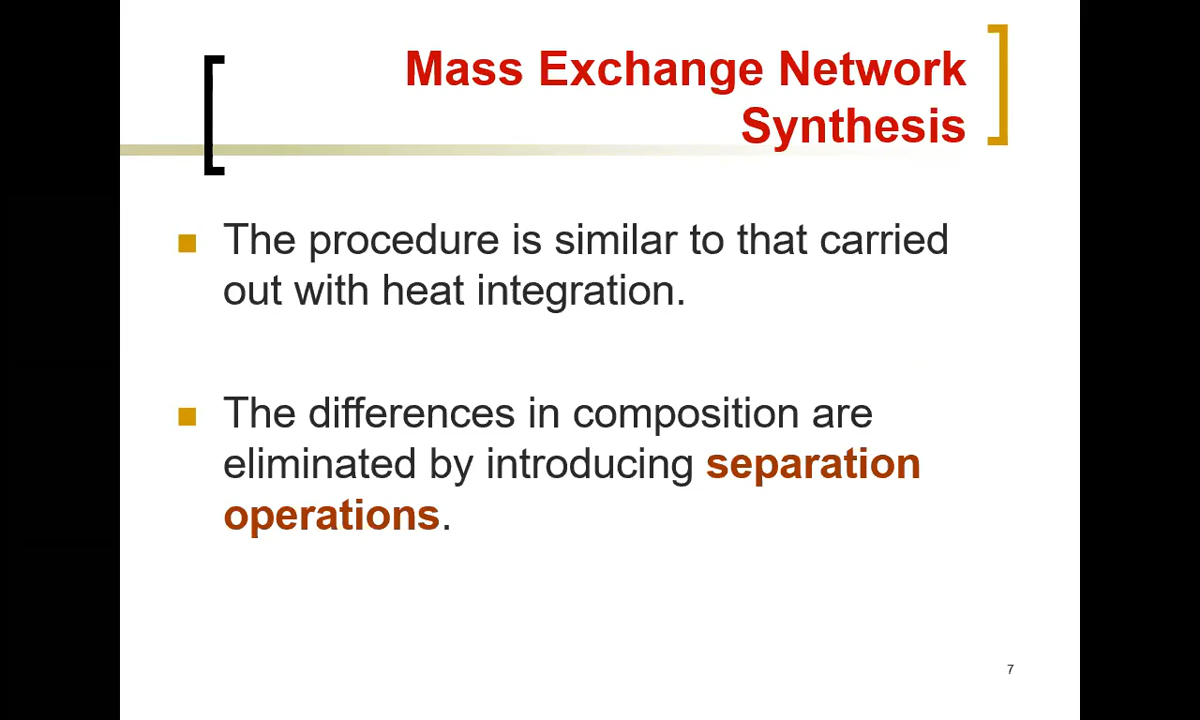 Mass Exchange Network
Synthesis
The procedure is similar to that carried
out with heat integration.
The differences in composition are
eliminated by introducing separation
operations.
7